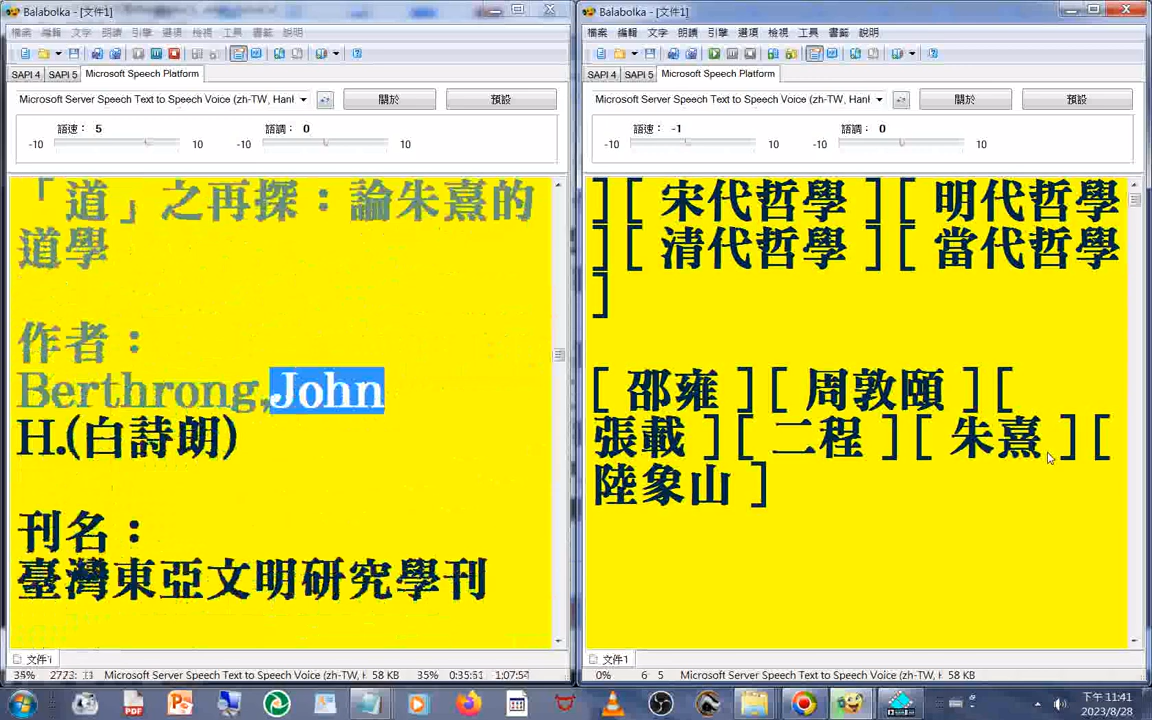 Balabolka - [文件1]
檔案 編輯 文字 朗讀 引擎 選項 檢視 工具 書籤 說明
SAPI 4 SAPI 5 Microsoft Speech Platform
Microsoft Server Speech Text to Speech Voice (zh-TW, Hanl
關於
預設
語速： 5
語調： 0
-10 10 -10 10
「道」之再探：論朱熹的
道學
作者：
Berthrong,John
H.(白詩朗)
刊名：
臺灣東亞文明研究學刊
文件1
35%
Microsoft Server Speech Text to Speech Voice (zh-TW, H
58 KB
35%
0:35:51
Balabolka - [文件1]
檔案 編輯 文字 朗讀 引擎 選項 檢視 工具 書籤 說明
SAPI 4 SAPI 5 Microsoft Speech Platform
Microsoft Server Speech Text to Speech Voice (zh-TW, Hanl
關於
預設
語速： -1
語調： 0
-10 10 -10 10
][ 宋代哲學 ][ 明代哲學
][ 清代哲學 ][ 當代哲學
]
[ 邵雍 ][ 周敦頤 ][
張載 ][ 二程 ][ 朱熹 ][
陸象山 ]
文件1
0%
6: 5
Microsoft Server Speech Text to Speech Voice (zh-TW, H
58 KB
PDF
下午 11:41
2023/8/28